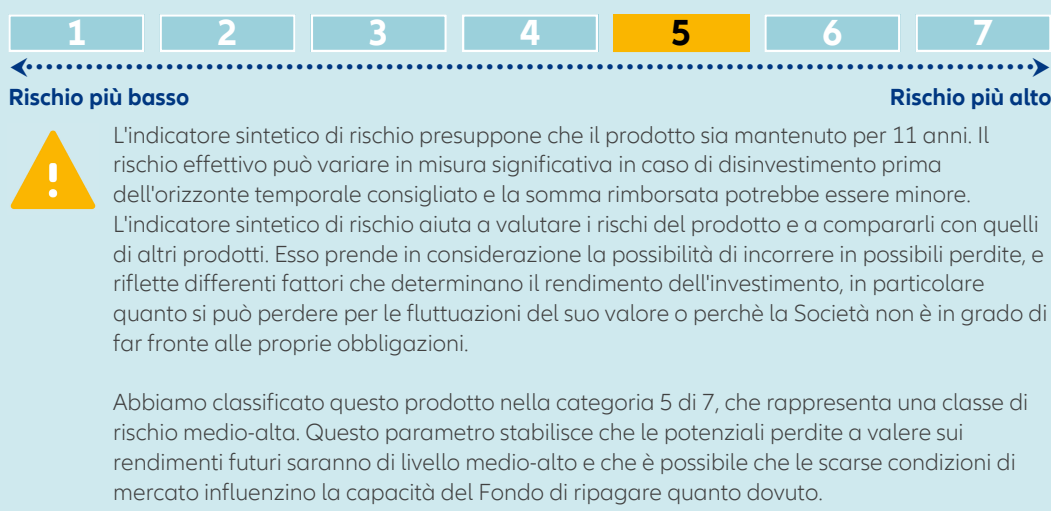 1 2 3 4 5 6 7
Rischio più basso Rischio più alto
L'indicatore sintetico di rischio presuppone che il prodotto sia mantenuto per 11 anni. Il
rischio effettivo può variare in misura significativa in caso di disinvestimento prima
dell'orizzonte temporale consigliato e la somma rimborsata potrebbe essere minore.
L'indicatore sintetico di rischio aiuta a valutare i rischi del prodotto e a compararli con quelli
di altri prodotti. Esso prende in considerazione la possibilità di incorrere in possibili perdite, e
riflette differenti fattori che determinano il rendimento dell'investimento, in particolare
quanto si può perdere per le fluttuazioni del suo valore o perchè la Società non è in grado di
far fronte alle proprie obbligazioni.
Abbiamo classificato questo prodotto nella categoria 5 di 7, che rappresenta una classe di
rischio medio-alta. Questo parametro stabilisce che le potenziali perdite a valere sui
rendimenti futuri saranno di livello medio-alto e che è possibile che le scarse condizioni di
mercato influenzino la capacità del Fondo di ripagare quanto dovuto.